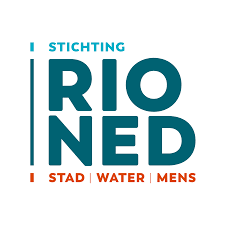 STICHTING
RIO
NED
STAD | WATER | MENS